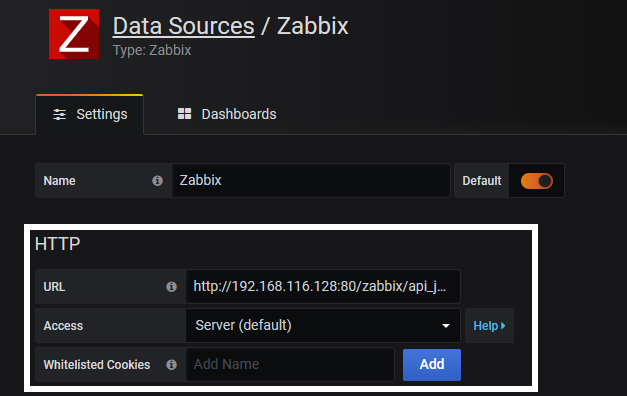 Z
Data Sources / Zabbix
Type: Zabbix
Settings Dashboards
Name Zabbix Default
HTTP
URL http://192.168.116.128:80/zabbix/api_j...
Access Server (default) Help
Whitelisted Cookies Add Name Add